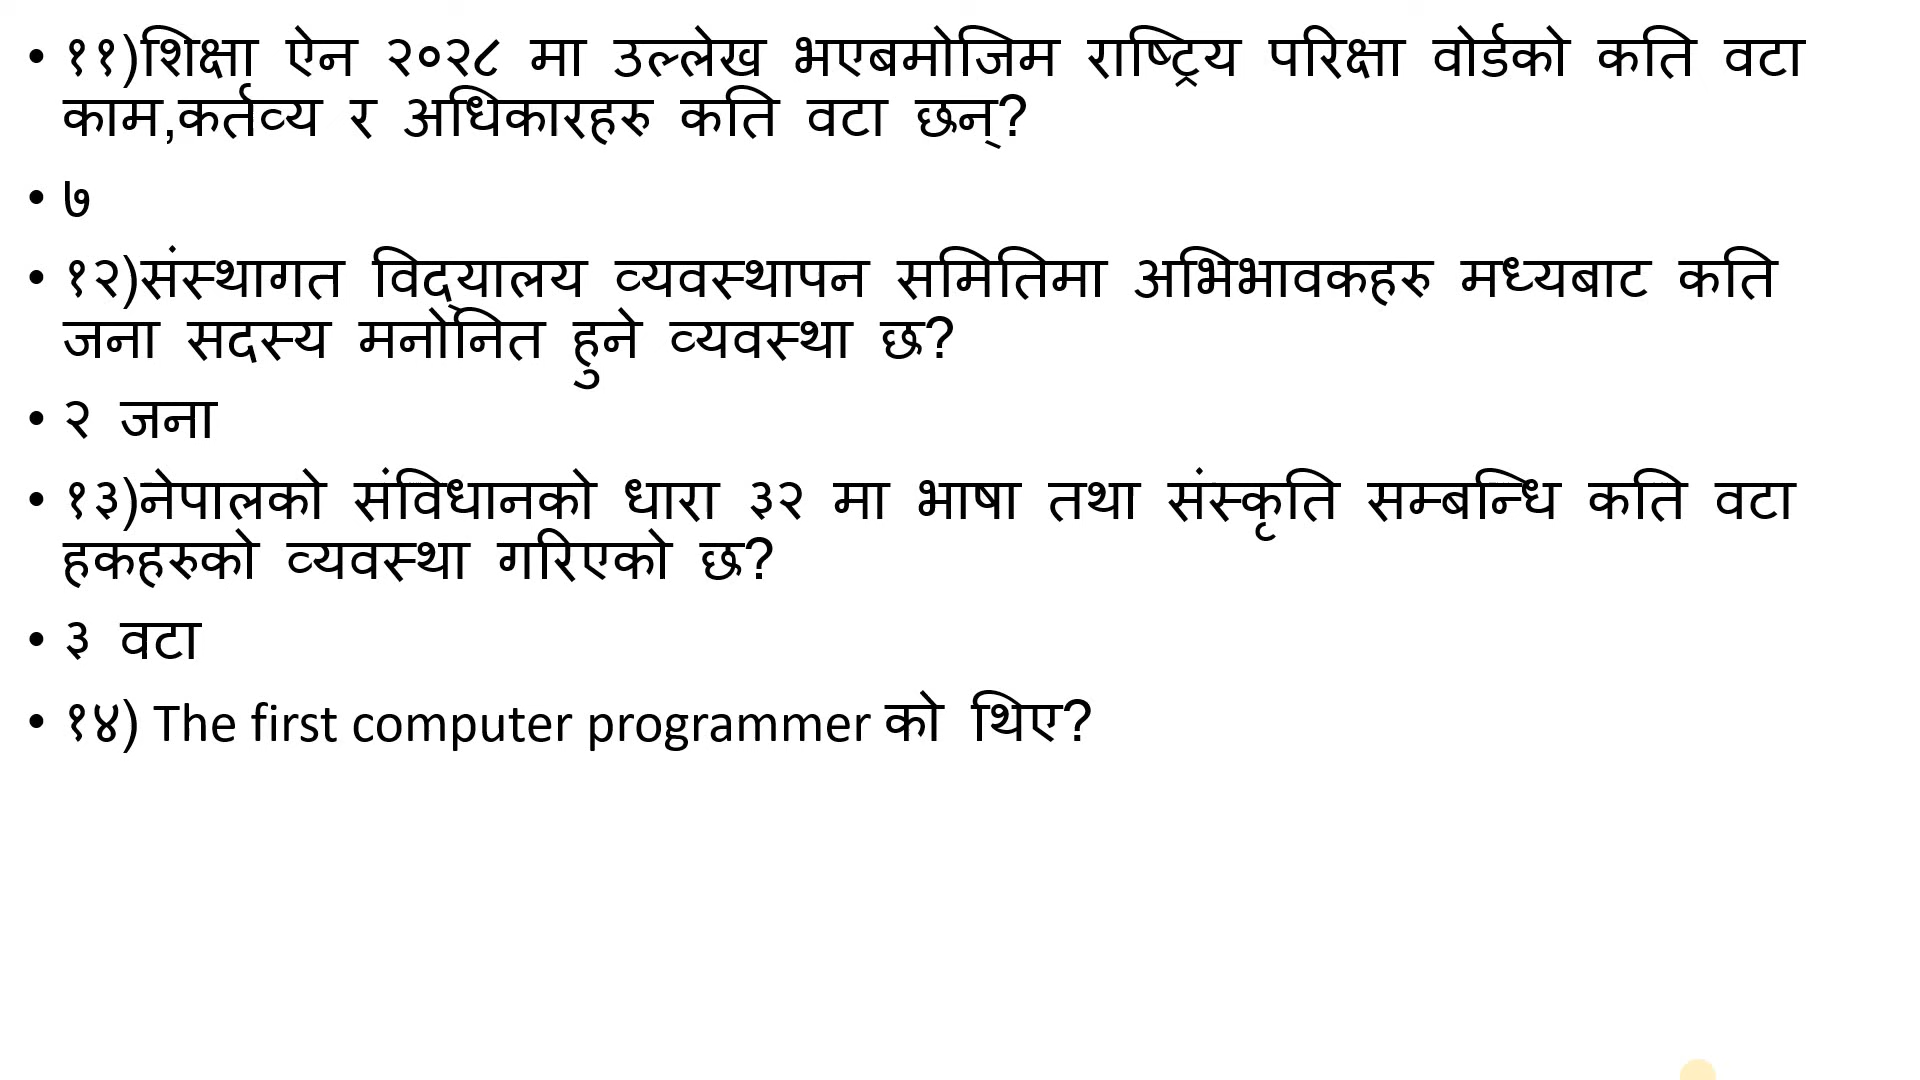 • ११)शिक्षा ऐन २०२८ मा उल्लेख भएबमोजिम राष्ट्रिय परिक्षा वोर्डको कति वटा
काम,कर्तव्य र अधिकारहरु कति वटा छन्?
• ७
• १२)संस्थागत विद्‌यालय व्यवस्थापन समितिमा अभिभावकहरु मध्यबाट कति
जना सदस्य मनोनित हुने व्यवस्था छ?
• २ जना
• १३)नेपालको संविधानको धारा ३२ मा भाषा तथा संस्कृति सम्बन्धि कति वटा
हकहरुको व्यवस्था गरिएको छ?
• ३ वटा
• १४) The first computer programmer को थिए?